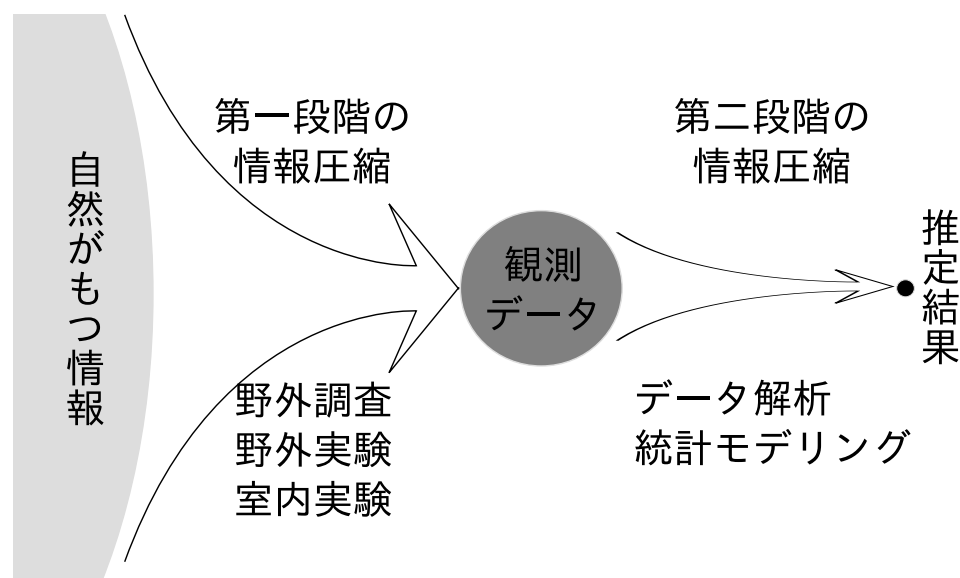 自然がもつ情報
第一段階の
情報圧縮
野外調査
野外実験
室内実験
観測
データ
第二段階の
情報圧縮
データ解析
統計モデリング
推定結果